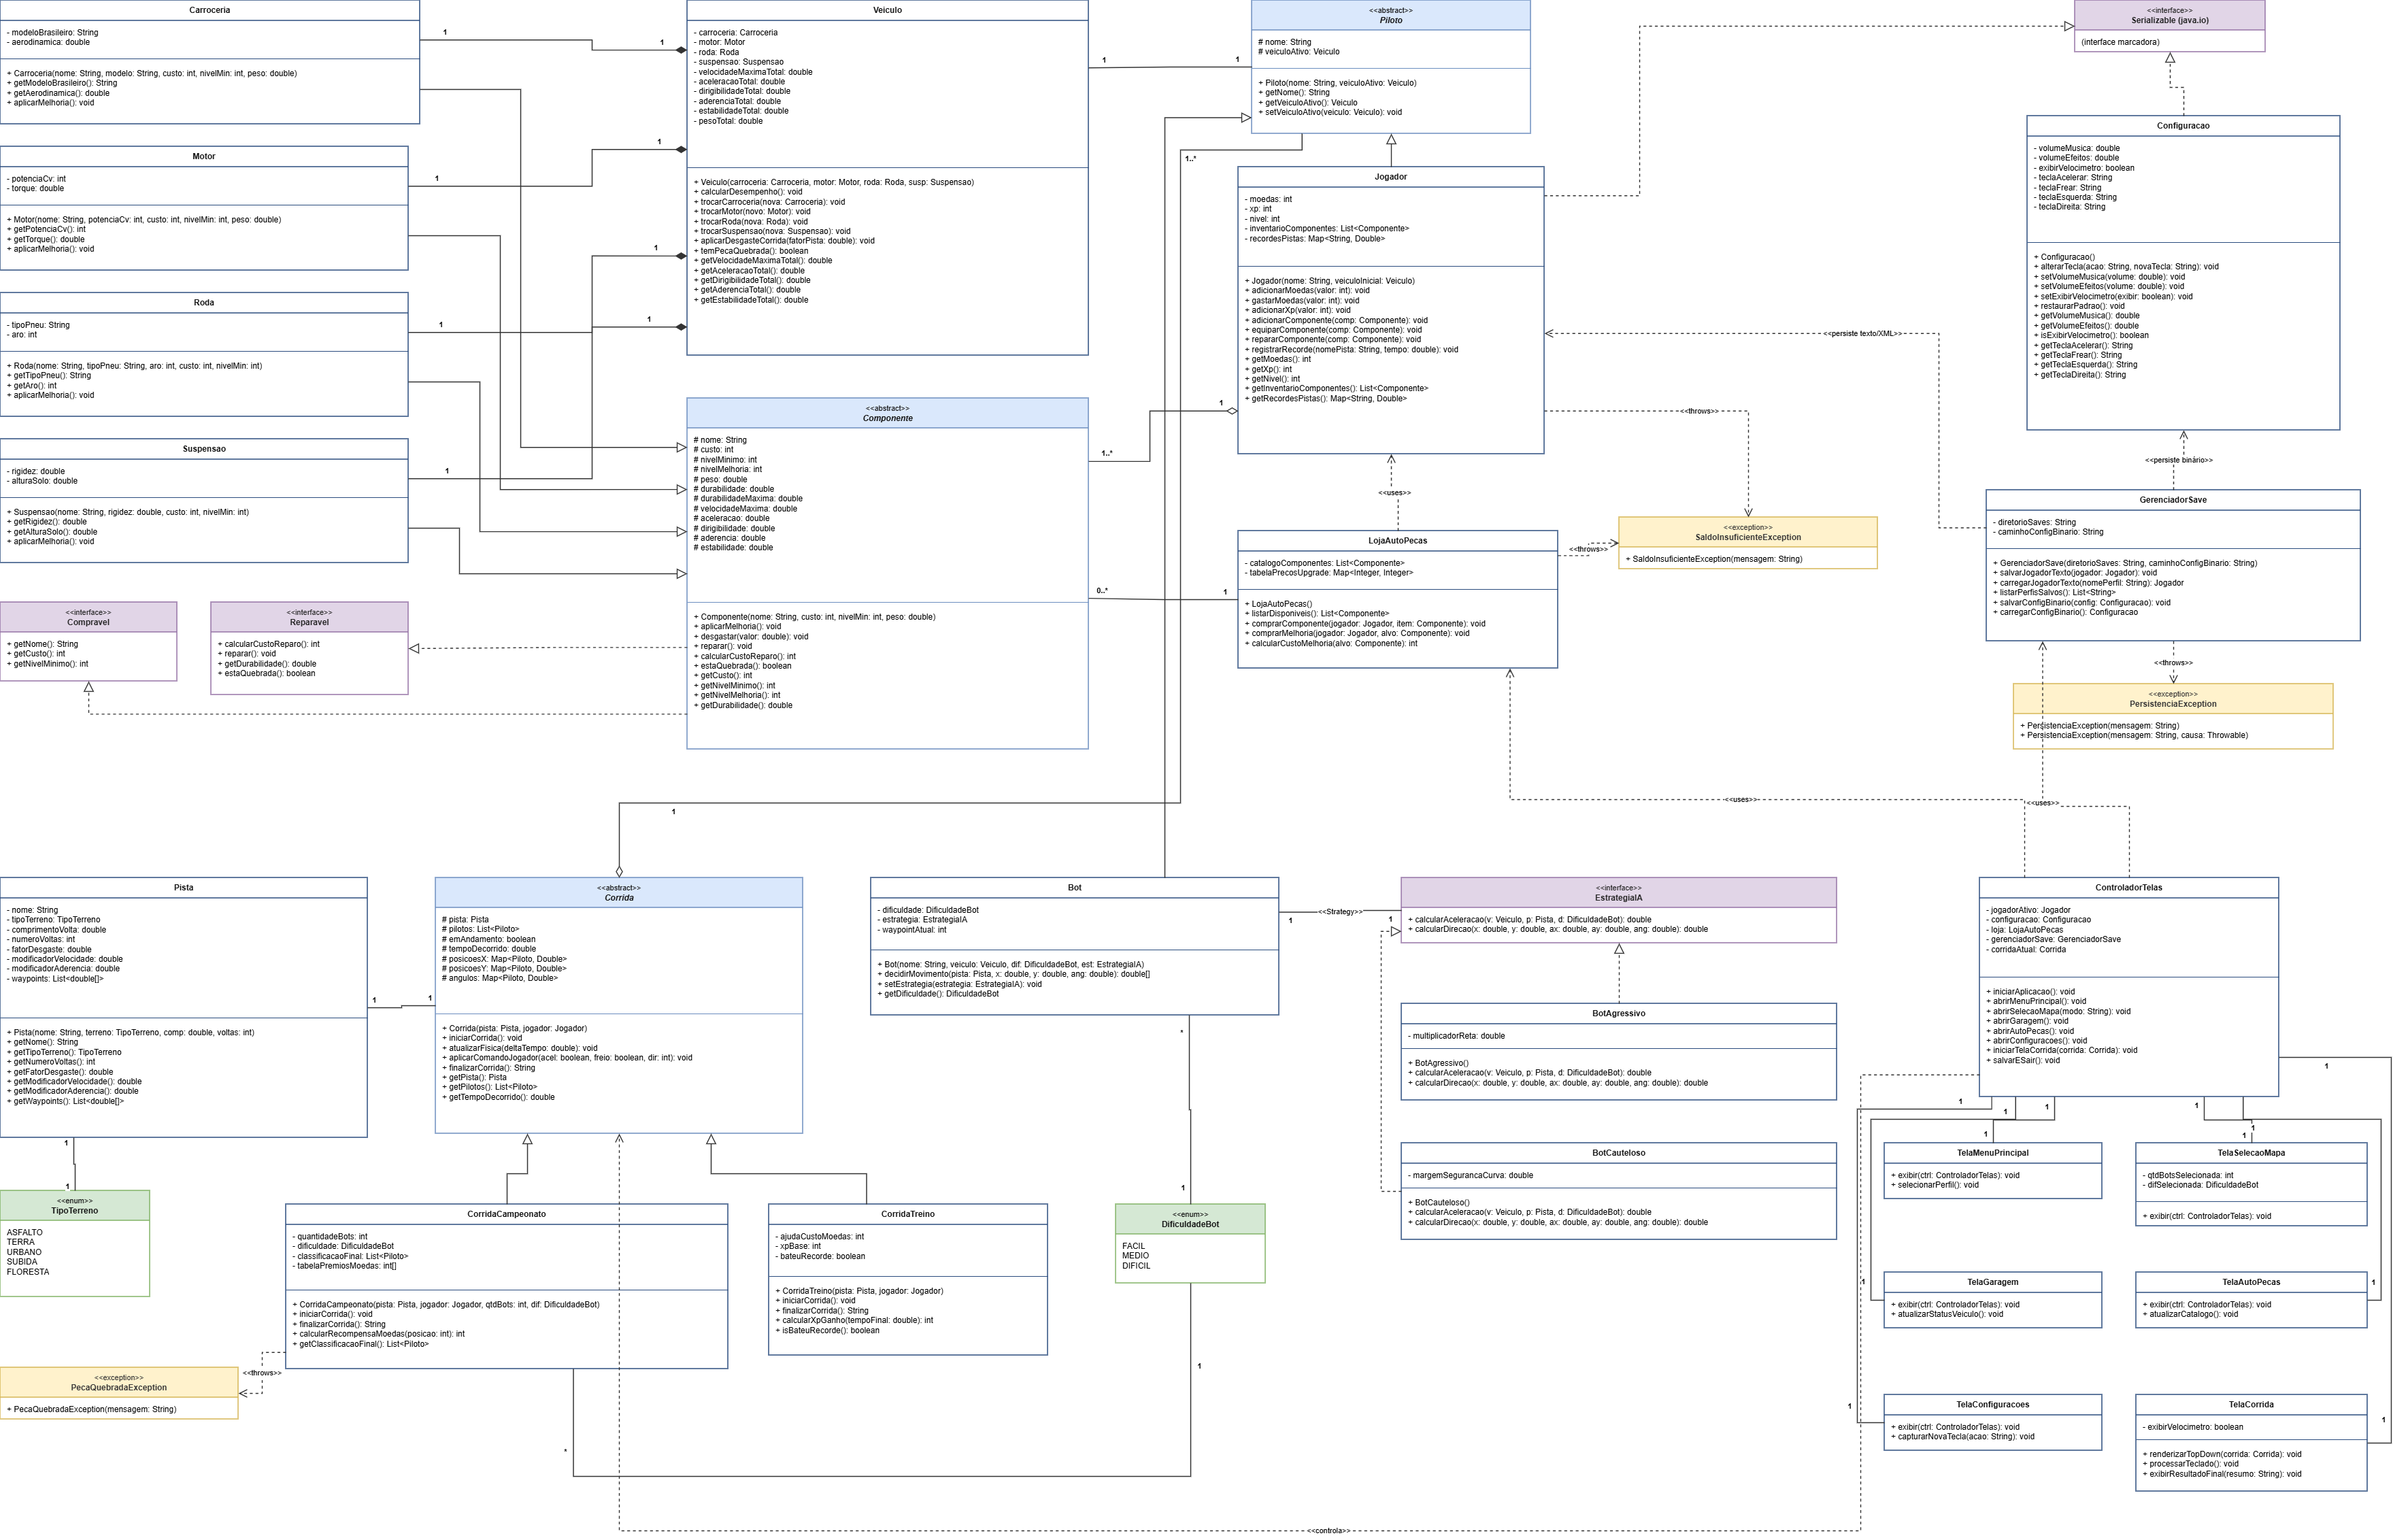 Carroceria
- modeloBrasileiro: String
- aerodinamica: double
+ Carroceria(nome: String, modelo: String, custo: int, nivelMin: int, peso: double)
+ getModeloBrasileiro(): String
+ getAerodinamica(): double
+ aplicarMelhoria(): void
Motor
- potenciaCv: int
- torque: double
+ Motor(nome: String, potenciaCv: int, custo: int, nivelMin: int, peso: double)
+ getPotenciaCv(): int
+ getTorque(): double
+ aplicarMelhoria(): void
Roda
- tipoPneu: String
- aro: int
+ Roda(nome: String, tipoPneu: String, aro: int, custo: int, nivelMin: int)
+ getTipoPneu(): String
+ getAro(): int
+ aplicarMelhoria(): void
Suspensao
- rigidez: double
- alturaSolo: double
+ Suspensao(nome: String, rigidez: double, custo: int, nivelMin: int)
+ getRigidez(): double
+ getAlturaSolo(): double
+ aplicarMelhoria(): void
<<interface>>
Compravel
+ getNome(): String
+ getCusto(): int
+ getNivelMinimo(): int
<<interface>>
Reparavel
+ calcularCustoReparo(): int
+ reparar(): void
+ getDurabilidade(): double
+ estaQuebrada(): boolean
1
1
1
1
1
1
1
1
Veiculo
- carroceria: Carroceria
- motor: Motor
- roda: Roda
- suspensao: Suspensao
- velocidadeMaximaTotal: double
- aceleracaoTotal: double
- dirigibilidadeTotal: double
- aderenciaTotal: double
- estabilidadeTotal: double
- pesoTotal: double
+ Veiculo(carroceria: Carroceria, motor: Motor, roda: Roda, susp: Suspensao)
+ calcularDesempenho(): void
+ trocarCarroceria(nova: Carroceria): void
+ trocarMotor(novo: Motor): void
+ trocarRoda(nova: Roda): void
+ trocarSuspensao(nova: Suspensao): void
+ aplicarDesgasteCorrida(fatorPista: double): void
+ temPecaQuebrada(): boolean
+ getVelocidadeMaximaTotal(): double
+ getAceleracaoTotal(): double
+ getDirigibilidadeTotal(): double
+ getAderenciaTotal(): double
+ getEstabilidadeTotal(): double
<<abstract>>
Componente
# nome: String
# custo: int
# nivelMinimo: int
# nivelMelhoria: int
# peso: double
# durabilidade: double
# durabilidadeMaxima: double
# velocidadeMaxima: double
# aceleracao: double
# dirigibilidade: double
# aderencia: double
# estabilidade: double
+ Componente(nome: String, custo: int, nivelMin: int, peso: double)
+ aplicarMelhoria(): void
+ desgastar(valor: double): void
+ reparar(): void
+ calcularCustoReparo(): int
+ estaQuebrada(): boolean
+ getCusto(): int
+ getNivelMinimo(): int
+ getNivelMelhoria(): int
+ getDurabilidade(): double
1
1
1..*
1
1..*
0..*
1
1
<<abstract>>
Piloto
# nome: String
# veiculoAtivo: Veiculo
+ Piloto(nome: String, veiculoAtivo: Veiculo)
+ getNome(): String
+ getVeiculoAtivo(): Veiculo
+ setVeiculoAtivo(veiculo: Veiculo): void
Jogador
- moedas: int
- xp: int
- nivel: int
- inventarioComponentes: List<Componente>
- recordesPistas: Map<String, Double>
+ Jogador(nome: String, veiculoInicial: Veiculo)
+ adicionarMoedas(valor: int): void
+ gastarMoedas(valor: int): void
+ adicionarXp(valor: int): void
+ adicionarComponente(comp: Componente): void
+ equiparComponente(comp: Componente): void
+ repararComponente(comp: Componente): void
+ registrarRecorde(nomePista: String, tempo: double): void
+ getMoedas(): int
+ getXp(): int
+ getNivel(): int
+ getInventarioComponentes(): List<Componente>
+ getRecordesPistas(): Map<String, Double>
<<persiste texto/XML>>
<<throws>>
<<uses>>
LojaAutoPecas
- catalogoComponentes: List<Componente>
- tabelaPrecosUpgrade: Map<Integer, Integer>
+ LojaAutoPecas()
+ listarDisponiveis(): List<Componente>
+ comprarComponente(jogador: Jogador, item: Componente): void
+ comprarMelhoria(jogador: Jogador, alvo: Componente): void
+ calcularCustoMelhoria(alvo: Componente): int
<<throws>>
<<exception>>
SaldoInsuficienteException
+ SaldoInsuficienteException(mensagem: String)
<<interface>>
Serializable (java.io)
(interface marcadora)
Configuracao
- volumeMusica: double
- volumeEfeitos: double
- exibirVelocimetro: boolean
- teclaAcelerar: String
- teclaFrear: String
- teclaEsquerda: String
- teclaDireita: String
+ Configuracao()
+ alterarTecla(acao: String, novaTecla: String): void
+ setVolumeMusica(volume: double): void
+ setVolumeEfeitos(volume: double): void
+ setExibirVelocimetro(exibir: boolean): void
+ restaurarPadrao(): void
+ getVolumeMusica(): double
+ getVolumeEfeitos(): double
+ isExibirVelocimetro(): boolean
+ getTeclaAcelerar(): String
+ getTeclaFrear(): String
+ getTeclaEsquerda(): String
+ getTeclaDireita(): String
<<persiste binário>>
GerenciadorSave
- diretorioSaves: String
- caminhoConfigBinario: String
+ GerenciadorSave(diretorioSaves: String, caminhoConfigBinario: String)
+ salvarJogadorTexto(jogador: Jogador): void
+ carregarJogadorTexto(nomePerfil: String): Jogador
+ listarPerfisSalvos(): List<String>
+ salvarConfigBinario(config: Configuracao): void
+ carregarConfigBinario(): Configuracao
<<throws>>
<<exception>>
PersistenciaException
+ PersistenciaException(mensagem: String)
+ PersistenciaException(mensagem: String, causa: Throwable)
<<uses>>
<<uses>>
Pista
- nome: String
- tipoTerreno: TipoTerreno
- comprimentoVolta: double
- numeroVoltas: int
- fatorDesgaste: double
- modificadorVelocidade: double
- modificadorAderencia: double
- waypoints: List<double[]>
+ Pista(nome: String, terreno: TipoTerreno, comp: double, voltas: int)
+ getNome(): String
+ getTipoTerreno(): TipoTerreno
+ getNumeroVoltas(): int
+ getFatorDesgaste(): double
+ getModificadorVelocidade(): double
+ getModificadorAderencia(): double
+ getWaypoints(): List<double[]>
1
1
1
1
<<enum>>
TipoTerreno
ASFALTO
TERRA
URBANO
SUBIDA
FLORESTA
<<abstract>>
Corrida
# pista: Pista
# pilotos: List<Piloto>
# emAndamento: boolean
# tempoDecorrido: double
# posicoesX: Map<Piloto, Double>
# posicoesY: Map<Piloto, Double>
# angulos: Map<Piloto, Double>
+ Corrida(pista: Pista, jogador: Jogador)
+ iniciarCorrida(): void
+ atualizarFisica(deltaTempo: double): void
+ aplicarComandoJogador(acel: boolean, freio: boolean, dir: int): void
+ finalizarCorrida(): String
+ getPista(): Pista
+ getPilotos(): List<Piloto>
+ getTempoDecorrido(): double
CorridaCampeonato
- quantidadeBots: int
- dificuldade: DificuldadeBot
- classificacaoFinal: List<Piloto>
- tabelaPremiosMoedas: int[]
+ CorridaCampeonato(pista: Pista, jogador: Jogador, qtdBots: int, dif: DificuldadeBot)
+ iniciarCorrida(): void
+ finalizarCorrida(): String
+ calcularRecompensaMoedas(posicao: int): int
+ getClassificacaoFinal(): List<Piloto>
<<throws>>
<<exception>>
PecaQuebradaException
+ PecaQuebradaException(mensagem: String)
CorridaTreino
- ajudaCustoMoedas: int
- xpBase: int
- bateuRecorde: boolean
+ CorridaTreino(pista: Pista, jogador: Jogador)
+ iniciarCorrida(): void
+ finalizarCorrida(): String
+ calcularXpGanho(tempoFinal: double): int
+ isBateuRecorde(): boolean
Bot
- dificuldade: DificuldadeBot
- estrategia: EstrategiaIA
- waypointAtual: int
+ Bot(nome: String, veiculo: Veiculo, dif: DificuldadeBot, est: EstrategiaIA)
+ decidirMovimento(pista: Pista, x: double, y: double, ang: double): double[]
+ setEstrategia(estrategia: EstrategiaIA): void
+ getDificuldade(): DificuldadeBot
1
<<Strategy>>
1
*
1
<<enum>>
DificuldadeBot
FACIL
MEDIO
DIFICIL
1
*
<<interface>>
EstrategiaIA
+ calcularAceleracao(v: Veiculo, p: Pista, d: DificuldadeBot): double
+ calcularDirecao(x: double, y: double, ax: double, ay: double, ang: double): double
BotAgressivo
- multiplicadorReta: double
+ BotAgressivo()
+ calcularAceleracao(v: Veiculo, p: Pista, d: DificuldadeBot): double
+ calcularDirecao(x: double, y: double, ax: double, ay: double, ang: double): double
BotCauteloso
- margemSegurancaCurva: double
+ BotCauteloso()
+ calcularAceleracao(v: Veiculo, p: Pista, d: DificuldadeBot): double
+ calcularDirecao(x: double, y: double, ax: double, ay: double, ang: double): double
ControladorTelas
- jogadorAtivo: Jogador
- configuracao: Configuracao
- loja: LojaAutoPecas
- gerenciadorSave: GerenciadorSave
- corridaAtual: Corrida
+ iniciarAplicacao(): void
+ abrirMenuPrincipal(): void
+ abrirSelecaoMapa(modo: String): void
+ abrirGaragem(): void
+ abrirAutoPecas(): void
+ abrirConfiguracoes(): void
+ iniciarTelaCorrida(corrida: Corrida): void
+ salvarESair(): void
1
1
1
1
1
1
1
1
TelaMenuPrincipal
+ exibir(ctrl: ControladorTelas): void
+ selecionarPerfil(): void
TelaSelecaoMapa
- qtdBotsSelecionada: int
- difSelecionada: DificuldadeBot
+ exibir(ctrl: ControladorTelas): void
1
TelaGaragem
+ exibir(ctrl: ControladorTelas): void
+ atualizarStatusVeiculo(): void
TelaAutoPecas
+ exibir(ctrl: ControladorTelas): void
+ atualizarCatalogo(): void
1
1
TelaConfiguracoes
+ exibir(ctrl: ControladorTelas): void
+ capturarNovaTecla(acao: String): void
TelaCorrida
- exibirVelocimetro: boolean
+ renderizarTopDown(corrida: Corrida): void
+ processarTeclado(): void
+ exibirResultadoFinal(resumo: String): void
1
<<controla>>